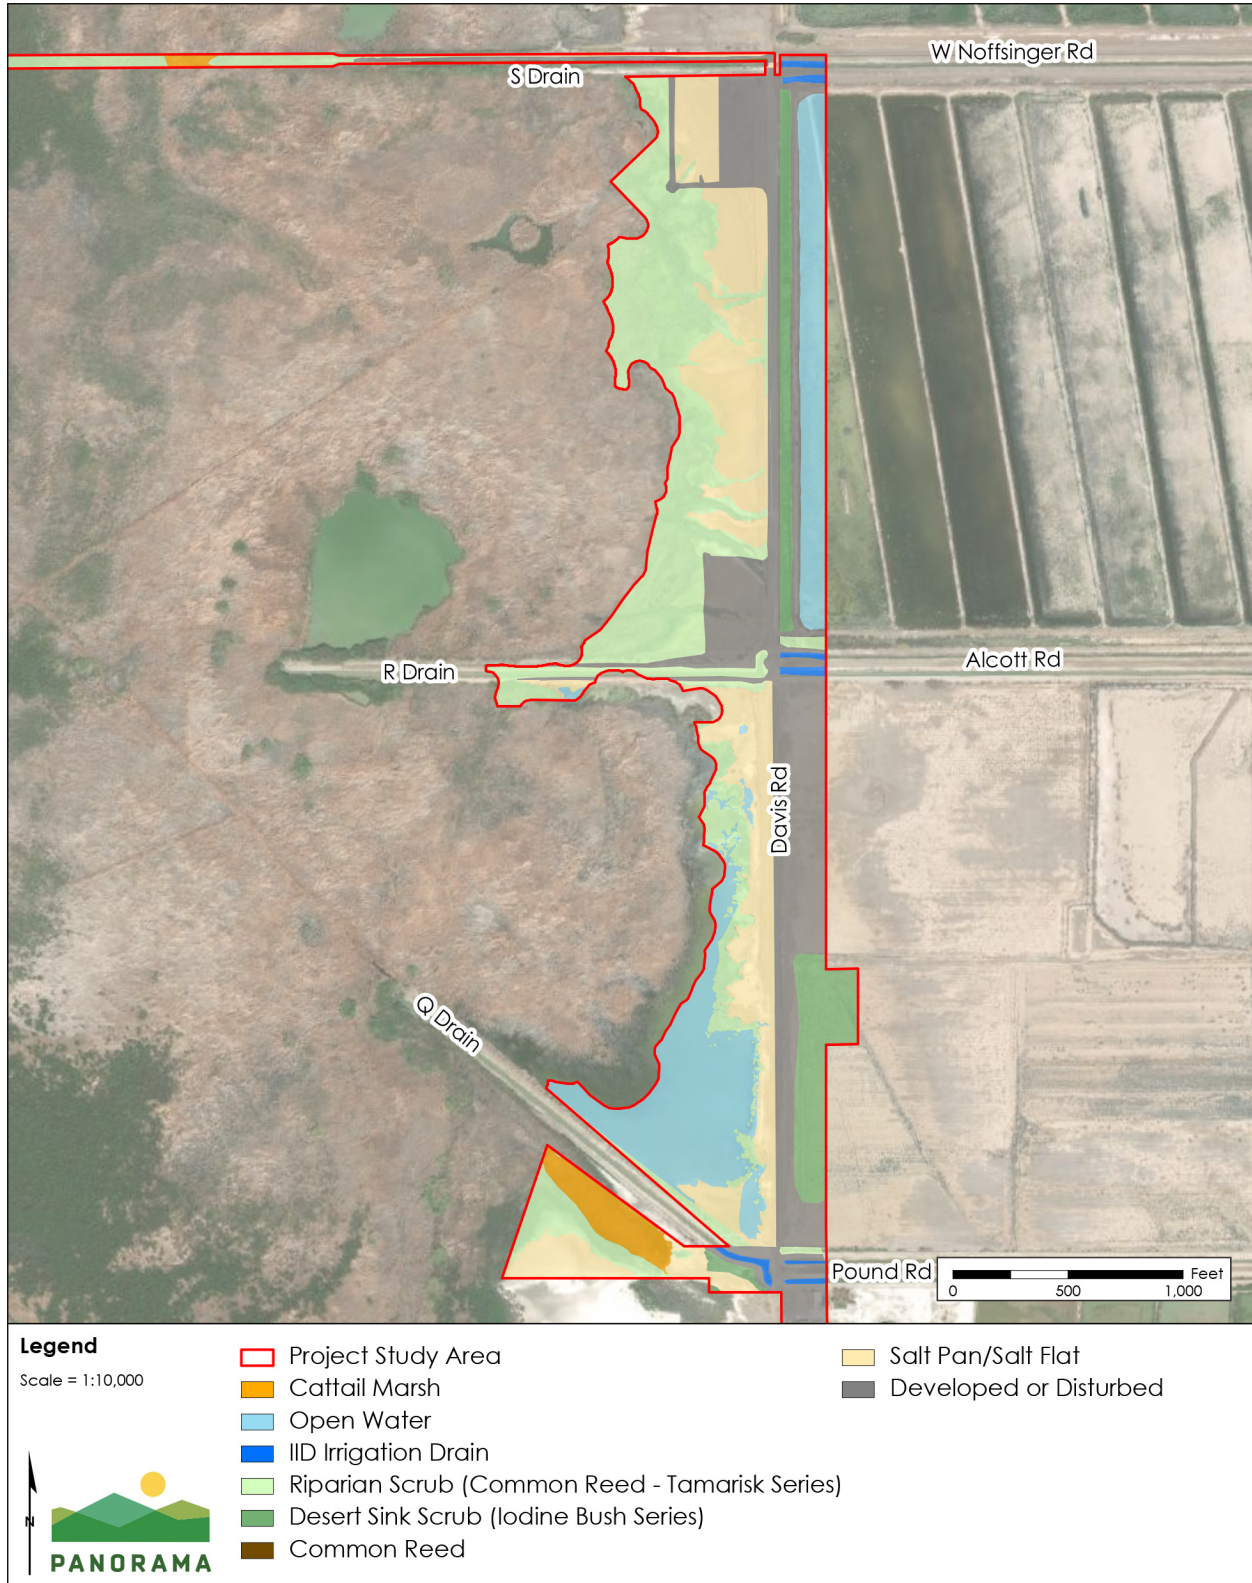 W Noffsinger Rd
S Drain
Alcott Rd
R Drain
Davis Rd
Q Drain
Pound Rd
Feet
0 500 1,000
Legend
Scale = 1:10,000
N
PANORAMA
Project Study Area
Cattail Marsh
Open Water
IID Irrigation Drain
Riparian Scrub (Common Reed - Tamarisk Series)
Desert Sink Scrub (Iodine Bush Series)
Common Reed
Salt Pan/Salt Flat
Developed or Disturbed